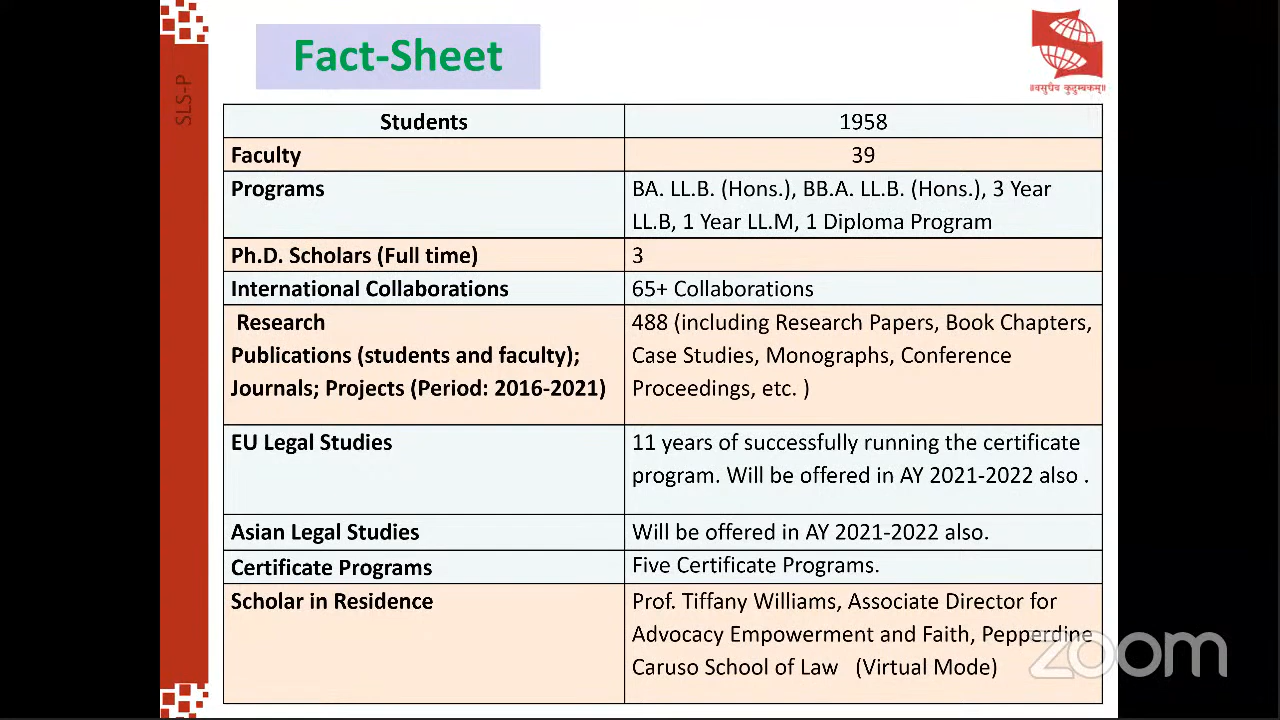 SLS-P
Fact-Sheet
॥वसुधैव कुटुम्बकम्॥
Students 1958
Faculty 39
Programs BA. LL.B. (Hons.), BB.A. LL.B. (Hons.), 3 Year
LL.B, 1 Year LL.M, 1 Diploma Program
Ph.D. Scholars (Full time) 3
International Collaborations 65+ Collaborations
Research 488 (including Research Papers, Book Chapters,
Publications (students and faculty); Case Studies, Monographs, Conference
Journals; Projects (Period: 2016-2021) Proceedings, etc. )
EU Legal Studies 11 years of successfully running the certificate
program. Will be offered in AY 2021-2022 also .
Asian Legal Studies Will be offered in AY 2021-2022 also.
Certificate Programs Five Certificate Programs.
Scholar in Residence Prof. Tiffany Williams, Associate Director for
Advocacy Empowerment and Faith, Pepperdine
Caruso School of Law (Virtual Mode)
zoom